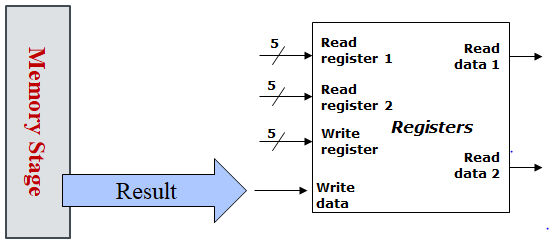 Memory Stage
Result
5
Read
register 1
5
Read
register 2
5
Write
register
Write
data
Registers
Read
data 1
Read
data 2